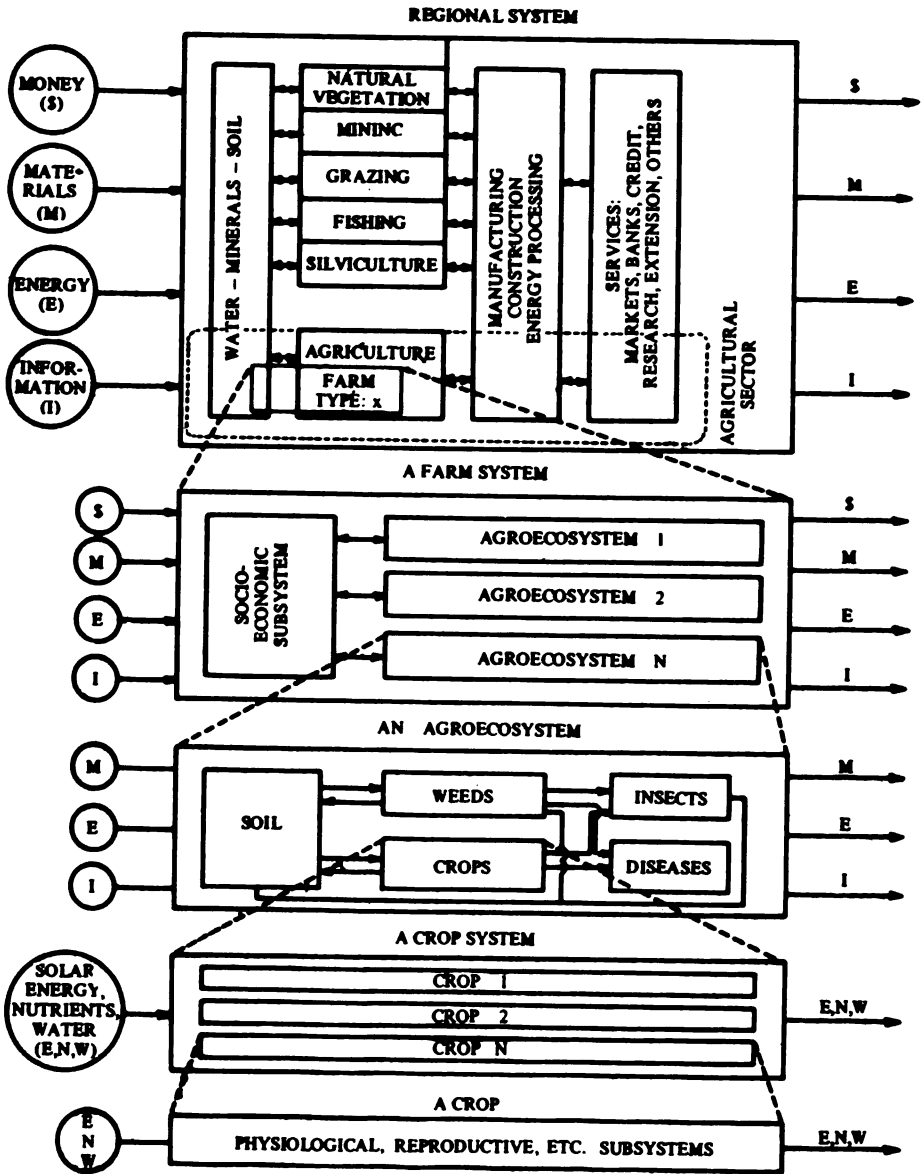 REGIONAL SYSTEM
MONEY
($)
MATE-
RIALS
(M)
ENERGY
(E)
INFOR-
MATION
(I)
WATER – MINERALS – SOIL
NATURAL
VEGETATION
MININC
GRAZING
FISHING
SILVICULTURE
AGRICULTURE
FARM
TYPE: x
MANUFACTURING
CONSTRUCTION
ENERGY PROCESSING
SERVICES:
MARKETS, BANKS, CREDIT,
RESEARCH, EXTENSION, OTHERS
AGRICULTURAL
SECTOR
$
M
E
I
A FARM SYSTEM
$
M
E
I
SOCIO-
ECONOMIC
SUBSYSTEM
AGROECOSYSTEM 1
AGROECOSYSTEM 2
AGROECOSYSTEM N
$
M
E
I
AN AGROECOSYSTEM
M
E
I
SOIL
WEEDS
CROPS
INSECTS
DISEASES
M
E
I
A CROP SYSTEM
SOLAR
ENERGY,
NUTRIENTS,
WATER
(E,N,W)
CROP 1
CROP 2
CROP N
E,N,W
A CROP
E
N
W
PHYSIOLOGICAL, REPRODUCTIVE, ETC. SUBSYSTEMS
E,N,W